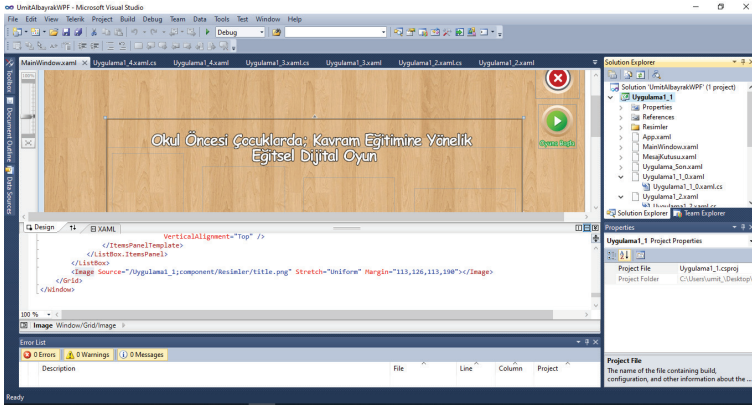 UmitAlbayrakWPF - Microsoft Visual Studio
File Edit View Telerik Project Build Debug Team Data Tools Test Window Help
Debug
MainWindow.xaml Uygulama1_4.xaml.cs Uygulama1_4.xaml Uygulama1_3.xaml.cs Uygulama1_3.xaml Uygulama1_2.xaml.cs Uygulama1_2.xaml
Toolbox
Document Outline
Data Sources
100%
Okul Öncesi Çocuklarda; Kavram Eğitimine Yönelik
Eğitsel Dijital Oyun
Oyuna Başla
Design XAML
VerticalAlignment="Top" />
</ItemsPanelTemplate>
</ListBox.ItemsPanel>
</ListBox>
<Image Source="/Uygulama1_1;component/Resimler/title.png" Stretch="Uniform" Margin="113,126,113,190"></Image>
</Grid>
</Window>
100 %
Image Window/Grid/Image
Error List
0 Errors 0 Warnings 0 Messages
Description File Line Column Project
Ready
Solution Explorer
Solution 'UmitAlbayrakWPF' (1 project)
Uygulama1_1
Properties
References
Resimler
App.xaml
MainWindow.xaml
MesajKutusu.xaml
Uygulama_Son.xaml
Uygulama1_1_0.xaml
Uygulama1_1_0.xaml.cs
Uygulama1_2.xaml
Uygulama1_2.xaml.cs
Solution Explorer Team Explorer
Properties
Uygulama1_1 Project Properties
Project File Uygulama1_1.csproj
Project Folder C:\Users\umit_\Desktop\
Project File
The name of the file containing build,
configuration, and other information about the ...